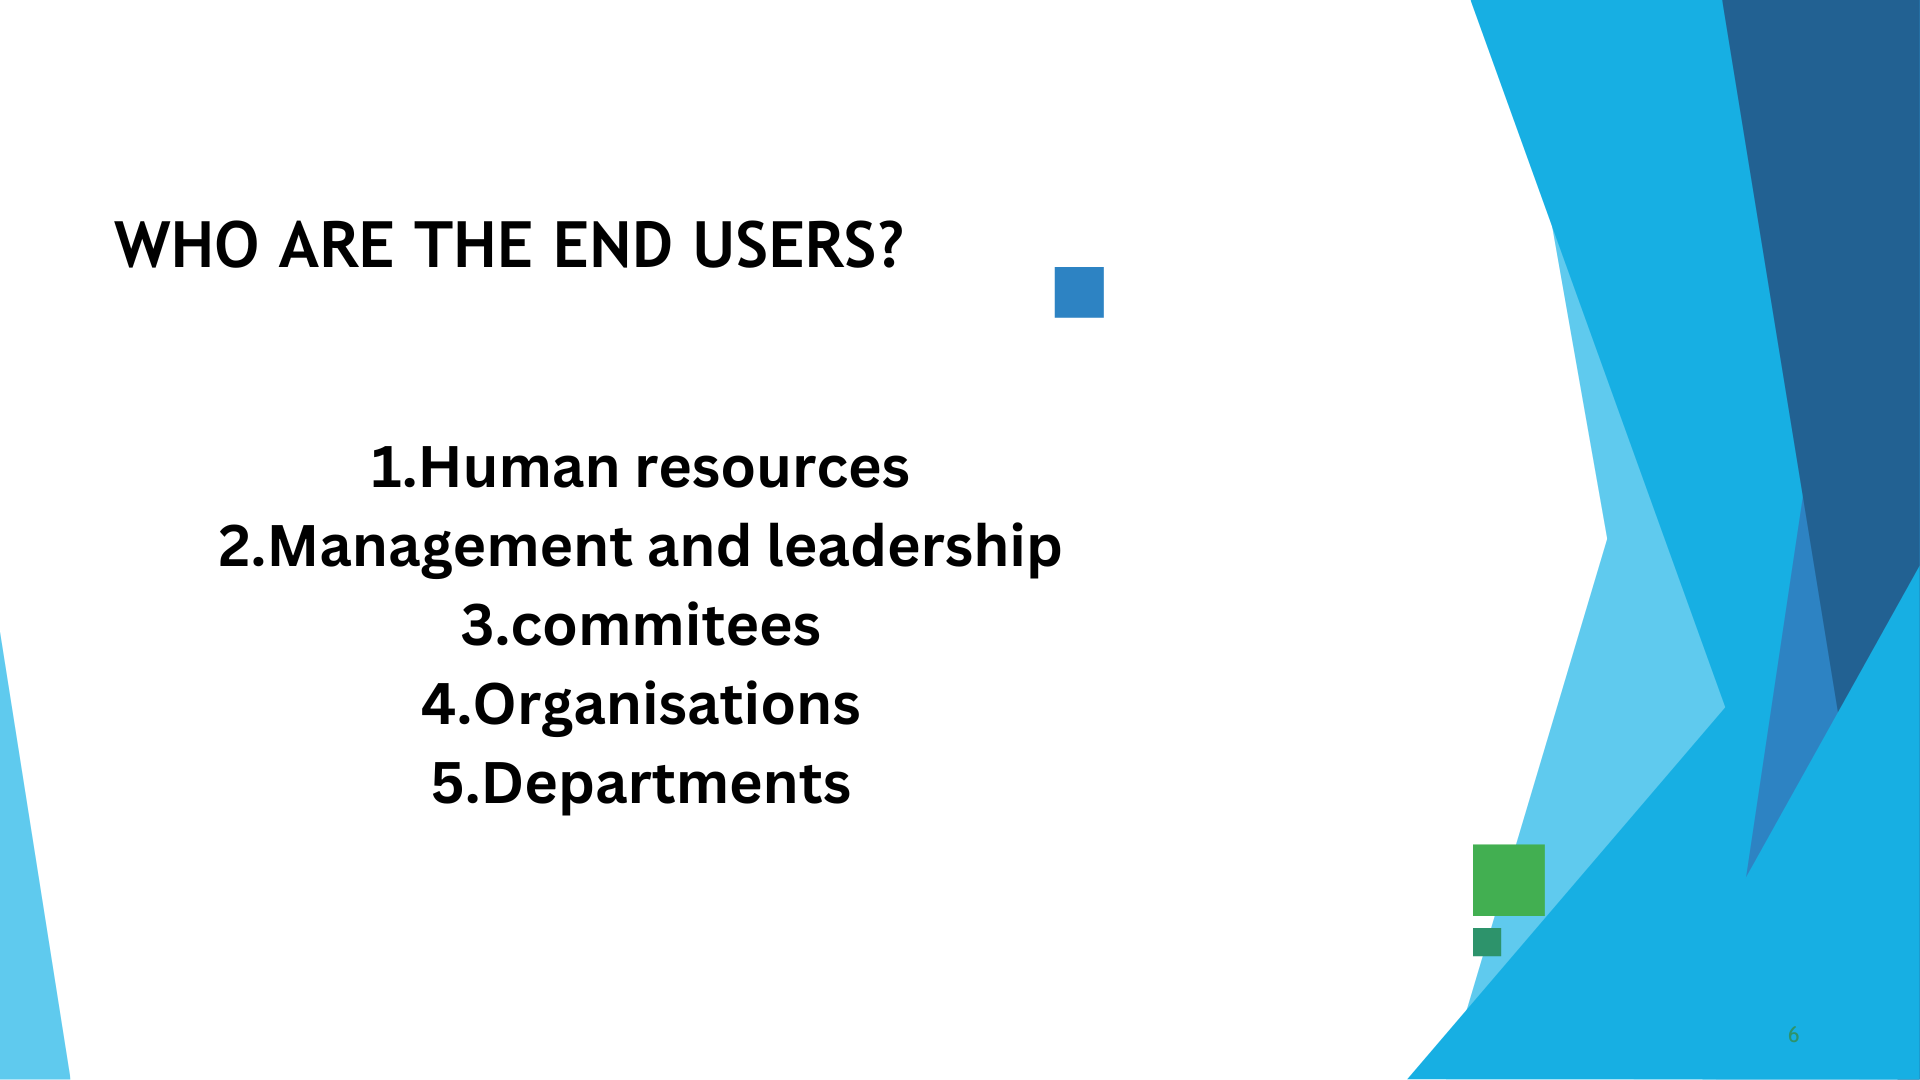 WHO ARE THE END USERS?
1.Human resources
2.Management and leadership
3.commitees
4.Organisations
5.Departments
6